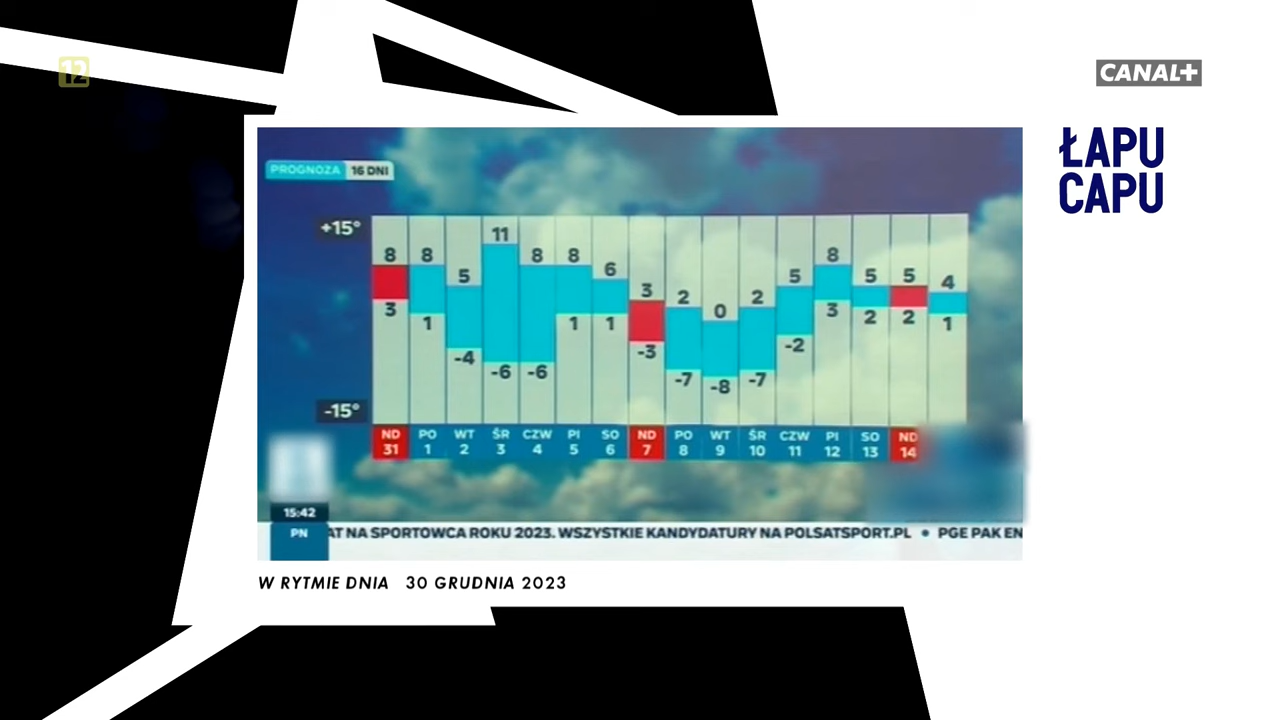 12
CANAL+
ŁAPU
CAPU
PROGNOZA 16 DNI
+15°
8 8 5 11 8 8 6 3 2 0 2 5 8 5 5 4
3 1 -4 -6 -6 1 1 -3 -7 -8 -7 -2 3 2 2 1
-15°
ND PO WT ŚR CZW PI SO ND PO WT ŚR CZW PI SO ND
31 1 2 3 4 5 6 7 8 9 10 11 12 13 14
15:42
PN AT NA SPORTOWCA ROKU 2023. WSZYSTKIE KANDYDATURY NA POLSATSPORT.PL • PGE PAK EN
W RYTMIE DNIA 30 GRUDNIA 2023